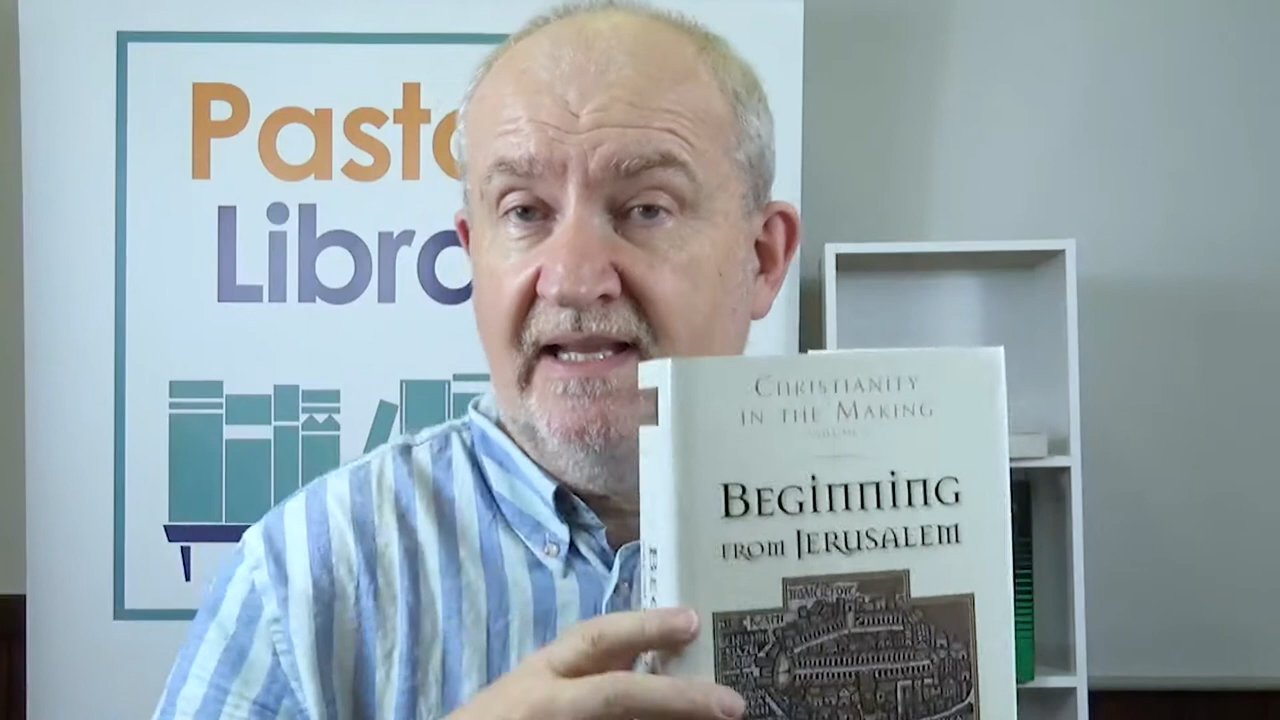 Pasto
Libra
CHRISTIANITY
IN THE MAKING
BEGINNING
FROM JERUSALEM